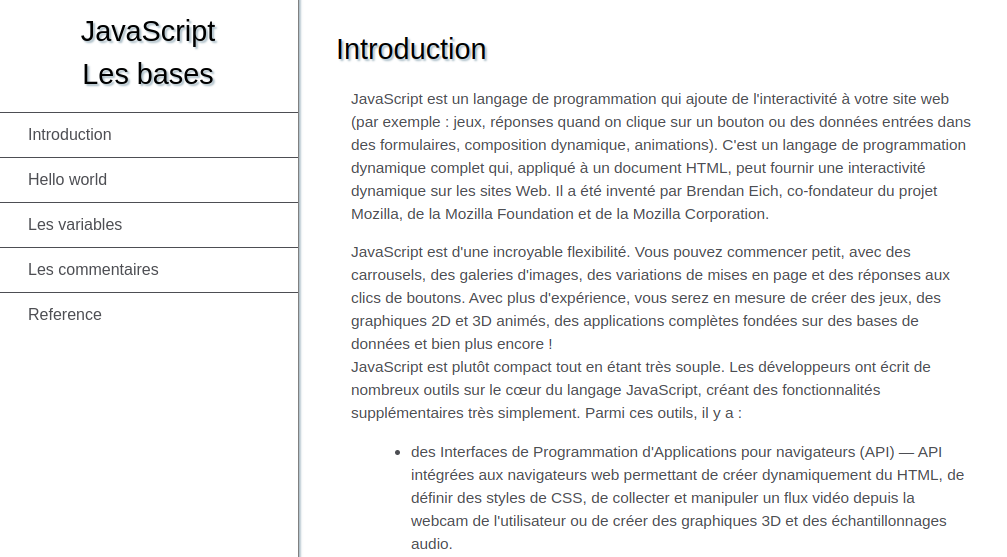 JavaScript
Les bases
Introduction
Hello world
Les variables
Les commentaires
Reference
Introduction
JavaScript est un langage de programmation qui ajoute de l'interactivité à votre site web
(par exemple : jeux, réponses quand on clique sur un bouton ou des données entrées dans
des formulaires, composition dynamique, animations). C'est un langage de programmation
dynamique complet qui, appliqué à un document HTML, peut fournir une interactivité
dynamique sur les sites Web. Il a été inventé par Brendan Eich, co-fondateur du projet
Mozilla, de la Mozilla Foundation et de la Mozilla Corporation.
JavaScript est d'une incroyable flexibilité. Vous pouvez commencer petit, avec des
carrousels, des galeries d'images, des variations de mises en page et des réponses aux
clics de boutons. Avec plus d'expérience, vous serez en mesure de créer des jeux, des
graphiques 2D et 3D animés, des applications complètes fondées sur des bases de
données et bien plus encore !
JavaScript est plutôt compact tout en étant très souple. Les développeurs ont écrit de
nombreux outils sur le cœur du langage JavaScript, créant des fonctionnalités
supplémentaires très simplement. Parmi ces outils, il y a :
• des Interfaces de Programmation d'Applications pour navigateurs (API) — API
intégrées aux navigateurs web permettant de créer dynamiquement du HTML, de
définir des styles de CSS, de collecter et manipuler un flux vidéo depuis la
webcam de l'utilisateur ou de créer des graphiques 3D et des échantillonnages
audio.